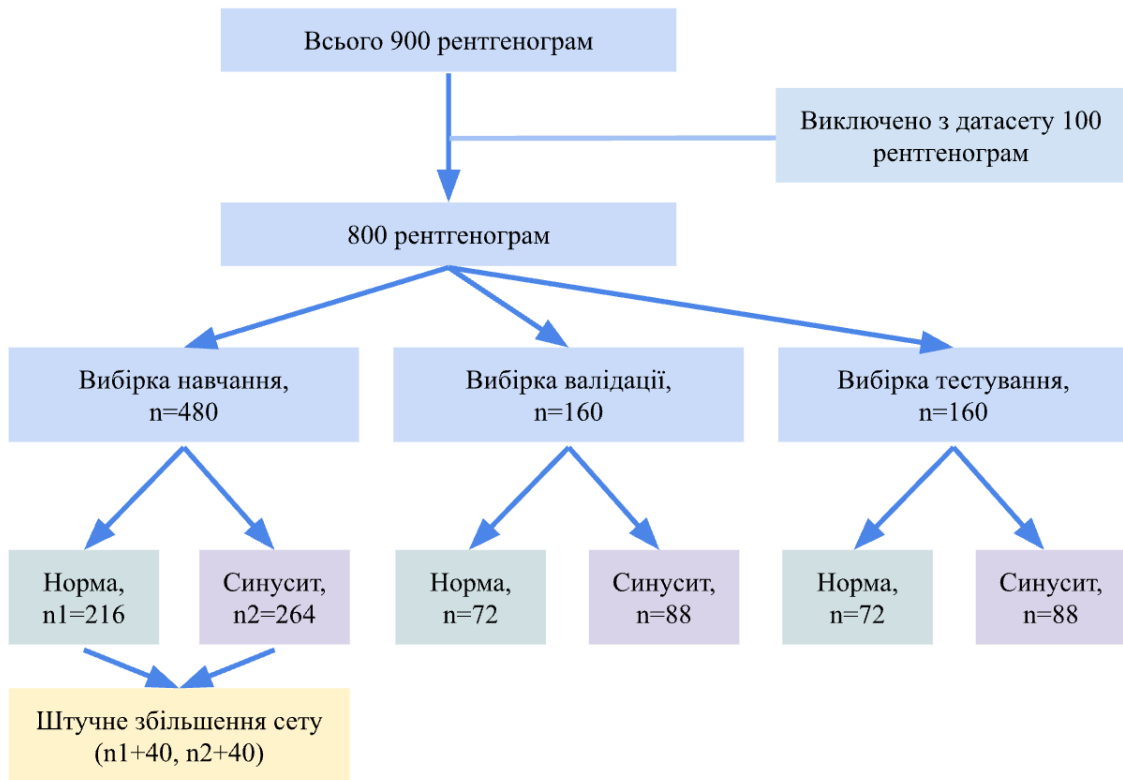 Всього 900 рентгенограм
Виключено з датасету 100
рентгенограм
800 рентгенограм
Вибірка навчання,
n=480
Вибірка валідації,
n=160
Вибірка тестування,
n=160
Норма,
n1=216
Синусит,
n2=264
Норма,
n=72
Синусит,
n=88
Норма,
n=72
Синусит,
n=88
Штучне збільшення сету
(n1+40, n2+40)